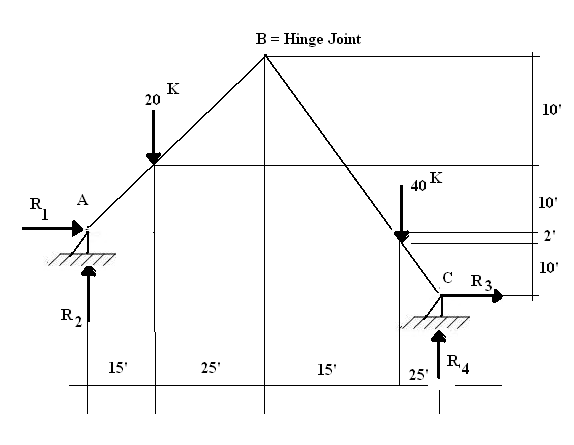 B = Hinge Joint
20 K
10'
40 K
R1
A
10'
2'
10'
C
R3
R2
R4
15'
25'
15'
25'